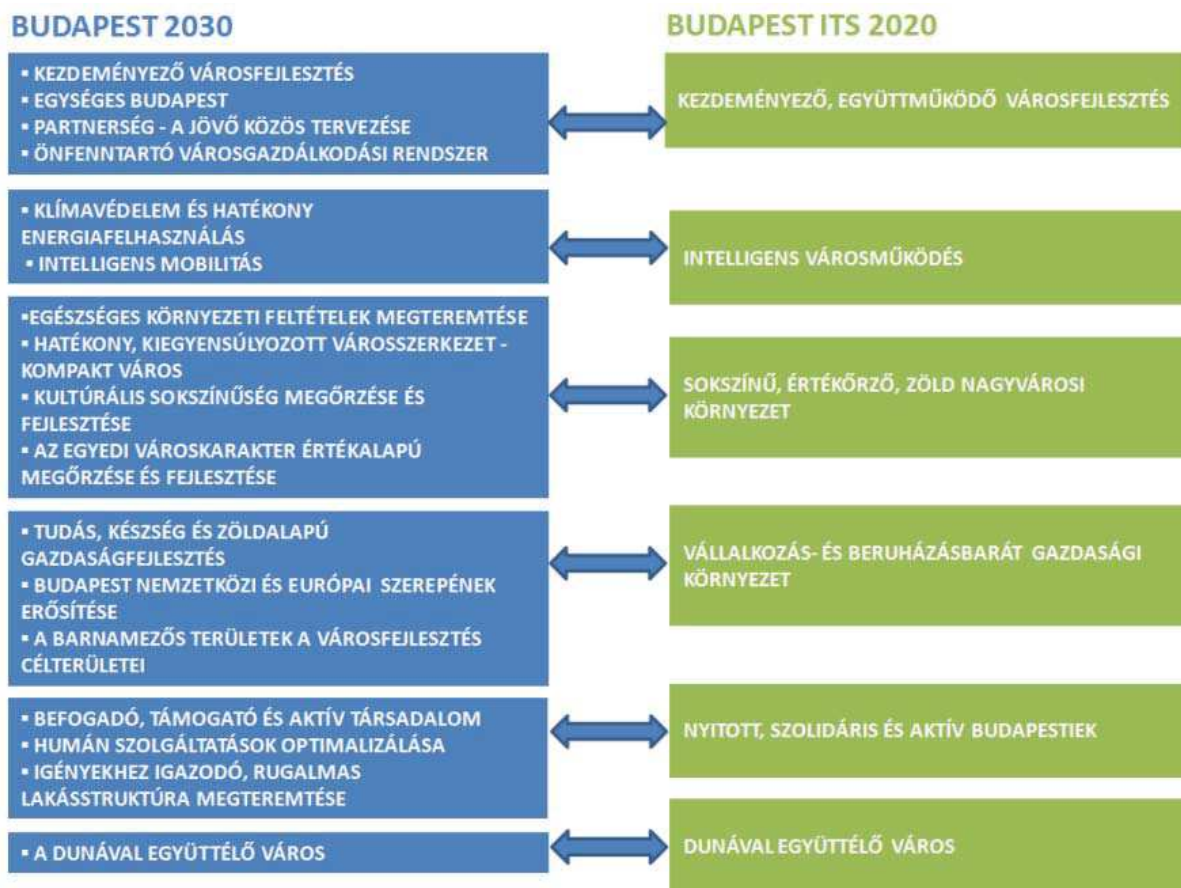 BUDAPEST 2030
▪ KEZDEMÉNYEZŐ VÁROSFEJLESZTÉS
▪ EGYSÉGES BUDAPEST
▪ PARTNERSÉG - A JÖVŐ KÖZÖS TERVEZÉSE
▪ ÖNFENNTARTÓ VÁROSGAZDÁLKODÁSI RENDSZER
▪ KLÍMAVÉDELEM ÉS HATÉKONY
ENERGIAFELHASZNÁLÁS
▪ INTELLIGENS MOBILITÁS
▪EGÉSZSÉGES KÖRNYEZETI FELTÉTELEK MEGTEREMTÉSE
▪ HATÉKONY, KIEGYENSÚLYOZOTT VÁROSSZERKEZET -
KOMPAKT VÁROS
▪ KULTÚRÁLIS SOKSZÍNŰSÉG MEGŐRZÉSE ÉS
FEJLESZTÉSE
▪ AZ EGYEDI VÁROSKARAKTER ÉRTÉKALAPÚ
MEGŐRZÉSE ÉS FEJLESZTÉSE
▪ TUDÁS, KÉSZSÉG ÉS ZÖLDALAPÚ
GAZDASÁGFEJLESZTÉS
▪ BUDAPEST NEMZETKÖZI ÉS EURÓPAI SZEREPÉNEK
ERŐSÍTÉSE
▪ A BARNAMEZŐS TERÜLETEK A VÁROSFEJLESZTÉS
CÉLTERÜLETEI
▪ BEFOGADÓ, TÁMOGATÓ ÉS AKTÍV TÁRSADALOM
▪ HUMÁN SZOLGÁLTATÁSOK OPTIMALIZÁLÁSA
▪ IGÉNYEKHEZ IGAZODÓ, RUGALMAS
LAKÁSSTRUKTÚRA MEGTEREMTÉSE
▪ A DUNÁVAL EGYÜTTÉLŐ VÁROS
BUDAPEST ITS 2020
KEZDEMÉNYEZŐ, EGYÜTTMŰKÖDŐ VÁROSFEJLESZTÉS
INTELLIGENS VÁROSMŰKÖDÉS
SOKSZÍNŰ, ÉRTÉKŐRZŐ, ZÖLD NAGYVÁROSI
KÖRNYEZET
VÁLLALKOZÁS- ÉS BERUHÁZÁSBARÁT GAZDASÁGI
KÖRNYEZET
NYITOTT, SZOLIDÁRIS ÉS AKTÍV BUDAPESTIEK
DUNÁVAL EGYÜTTÉLŐ VÁROS